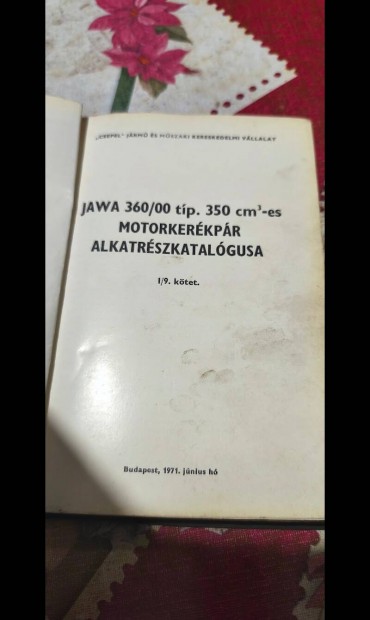 „CSEPEL" JÁRMŰ ÉS MŰSZAKI KERESKEDELMI VÁLLALAT
JAWA 360/00 típ. 350 cm³-es
MOTORKERÉKPÁR
ALKATRÉSZKATALÓGUSA
I/9. kötet.
Budapest, 1971. június hó